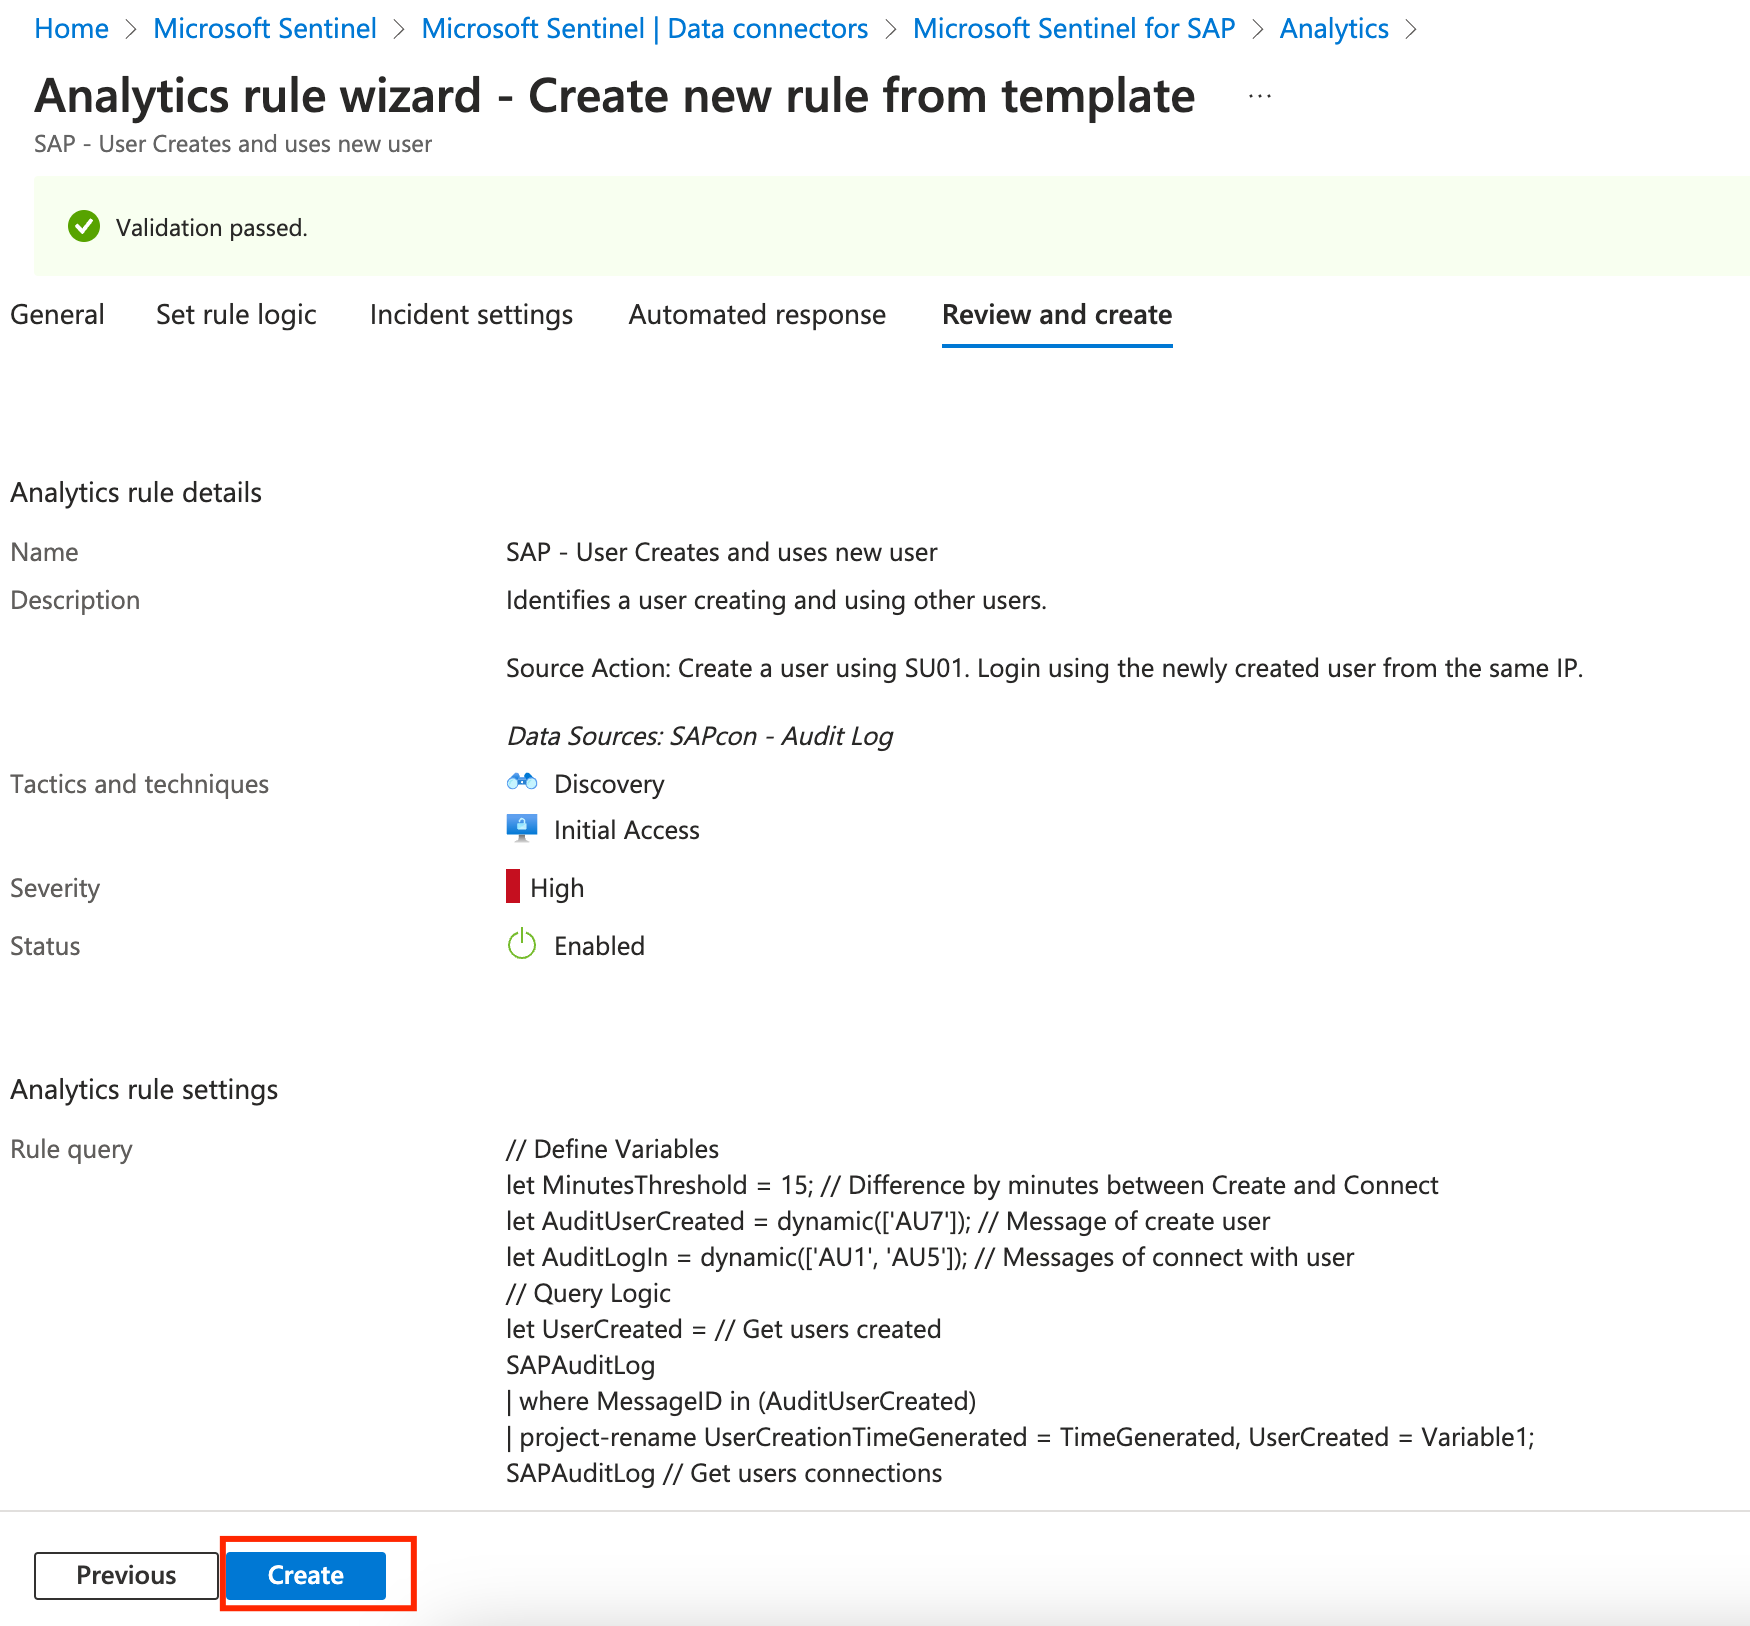 Home > Microsoft Sentinel > Microsoft Sentinel | Data connectors > Microsoft Sentinel for SAP > Analytics >
Analytics rule wizard - Create new rule from template ...
SAP - User Creates and uses new user
Validation passed.
General Set rule logic Incident settings Automated response Review and create
Analytics rule details
Name SAP - User Creates and uses new user
Description Identifies a user creating and using other users.
Source Action: Create a user using SU01. Login using the newly created user from the same IP.
Data Sources: SAPcon - Audit Log
Tactics and techniques Discovery
Initial Access
Severity High
Status Enabled
Analytics rule settings
Rule query // Define Variables
let MinutesThreshold = 15; // Difference by minutes between Create and Connect
let AuditUserCreated = dynamic(['AU7']); // Message of create user
let AuditLogIn = dynamic(['AU1', 'AU5']); // Messages of connect with user
// Query Logic
let UserCreated = // Get users created
SAPAuditLog
| where MessageID in (AuditUserCreated)
| project-rename UserCreationTimeGenerated = TimeGenerated, UserCreated = Variable1;
SAPAuditLog // Get users connections
Previous Create